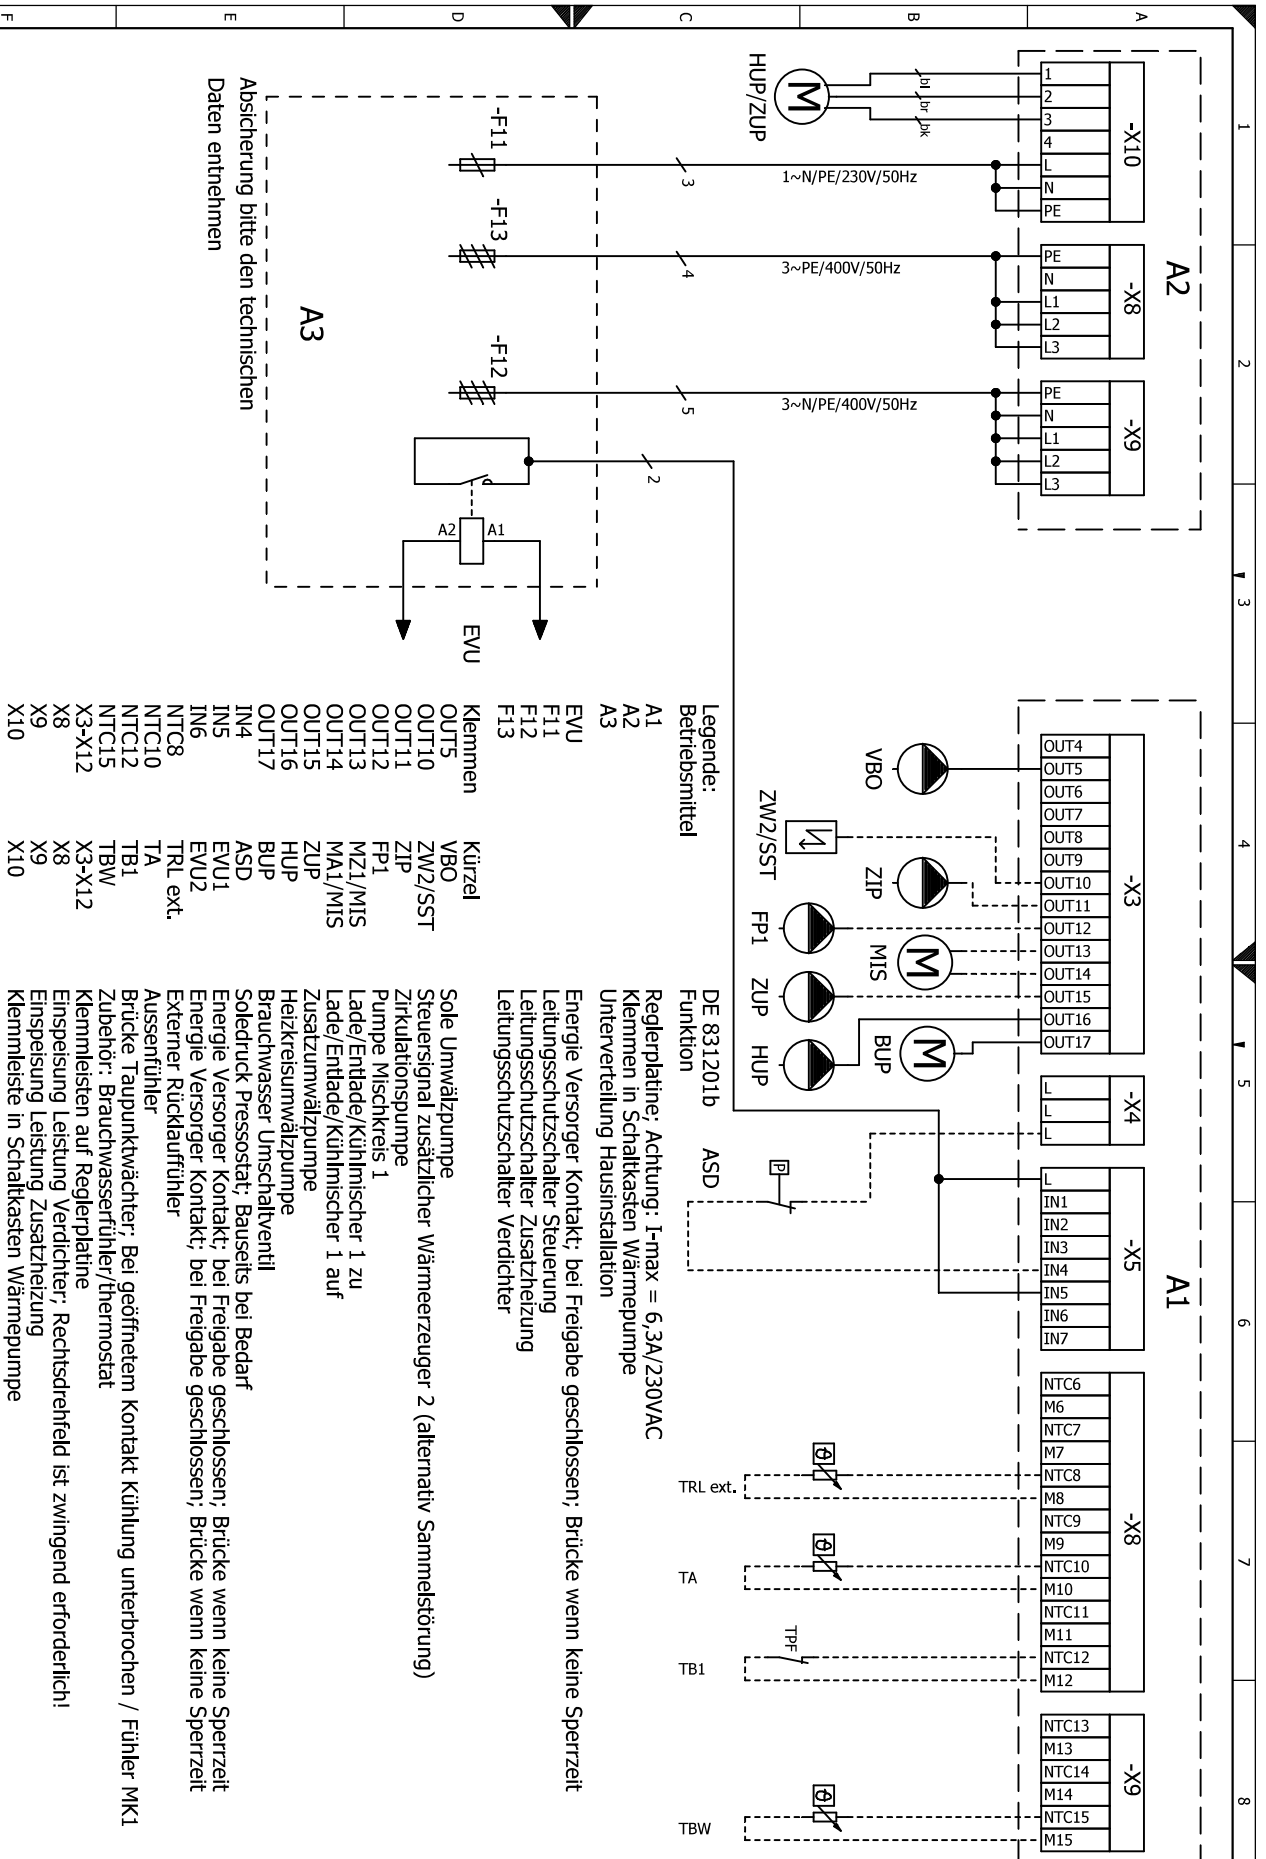 A
B
C
D
E
F
1
2
3
4
5
6
7
8
A2
-X10
1
2
3
4
L
N
PE
-X8
PE
N
L1
L2
L3
-X9
PE
N
L1
L2
L3
bl
br
bk
HUP/ZUP
M
1~N/PE/230V/50Hz
3
3~PE/400V/50Hz
4
3~N/PE/400V/50Hz
5
2
-F11
-F13
-F12
A3
A2
A1
EVU
Absicherung bitte den technischen
Daten entnehmen
A1
-X3
OUT4
OUT5
OUT6
OUT7
OUT8
OUT9
OUT10
OUT11
OUT12
OUT13
OUT14
OUT15
OUT16
OUT17
-X4
L
L
L
-X5
L
IN1
IN2
IN3
IN4
IN5
IN6
IN7
-X8
NTC6
M6
NTC7
M7
NTC8
M8
NTC9
M9
NTC10
M10
NTC11
M11
NTC12
M12
-X9
NTC13
M13
NTC14
M14
NTC15
M15
VBO
ZW2/SST
ZIP
FP1
M
MIS
ZUP
HUP
M
BUP
P
ASD
ϑ
TRL ext.
ϑ
TA
TPF
TB1
ϑ
TBW
Legende: DE 831201b
Betriebsmittel Funktion
A1 Reglerplatine; Achtung: I-max = 6,3A/230VAC
A2 Klemmen in Schaltkasten Wärmepumpe
A3 Unterverteilung Hausinstallation
EVU Energie Versorger Kontakt; bei Freigabe geschlossen; Brücke wenn keine Sperrzeit
F11 Leitungsschutzschalter Steuerung
F12 Leitungsschutzschalter Zusatzheizung
F13 Leitungsschutzschalter Verdichter
Klemmen Kürzel
OUT5 VBO Sole Umwälzpumpe
OUT10 ZW2/SST Steuersignal zusätzlicher Wärmeerzeuger 2 (alternativ Sammelstörung)
OUT11 ZIP Zirkulationspumpe
OUT12 FP1 Pumpe Mischkreis 1
OUT13 MZ1/MIS Lade/Entlade/Kühlmischer 1 zu
OUT14 MA1/MIS Lade/Entlade/Kühlmischer 1 auf
OUT15 ZUP Zusatzumwälzpumpe
OUT16 HUP Heizkreisumwälzpumpe
OUT17 BUP Brauchwasser Umschaltventil
IN4 ASD Soledruck Pressostat; Bauseits bei Bedarf
IN5 EVU1 Energie Versorger Kontakt; bei Freigabe geschlossen; Brücke wenn keine Sperrzeit
IN6 EVU2 Energie Versorger Kontakt; bei Freigabe geschlossen; Brücke wenn keine Sperrzeit
NTC8 TRL ext. Externer Rücklauffühler
NTC10 TA Aussenfühler
NTC12 TB1 Brücke Taupunktwächter; Bei geöffnetem Kontakt Kühlung unterbrochen / Fühler MK1
NTC15 TBW Zubehör: Brauchwasserfühler/thermostat
X3-X12 X3-X12 Klemmleisten auf Reglerplatine
X8 X8 Einspeisung Leistung Verdichter; Rechtsdrehfeld ist zwingend erforderlich!
X9 X9 Einspeisung Leistung Zusatzheizung
X10 X10 Klemmleiste in Schaltkasten Wärmepumpe